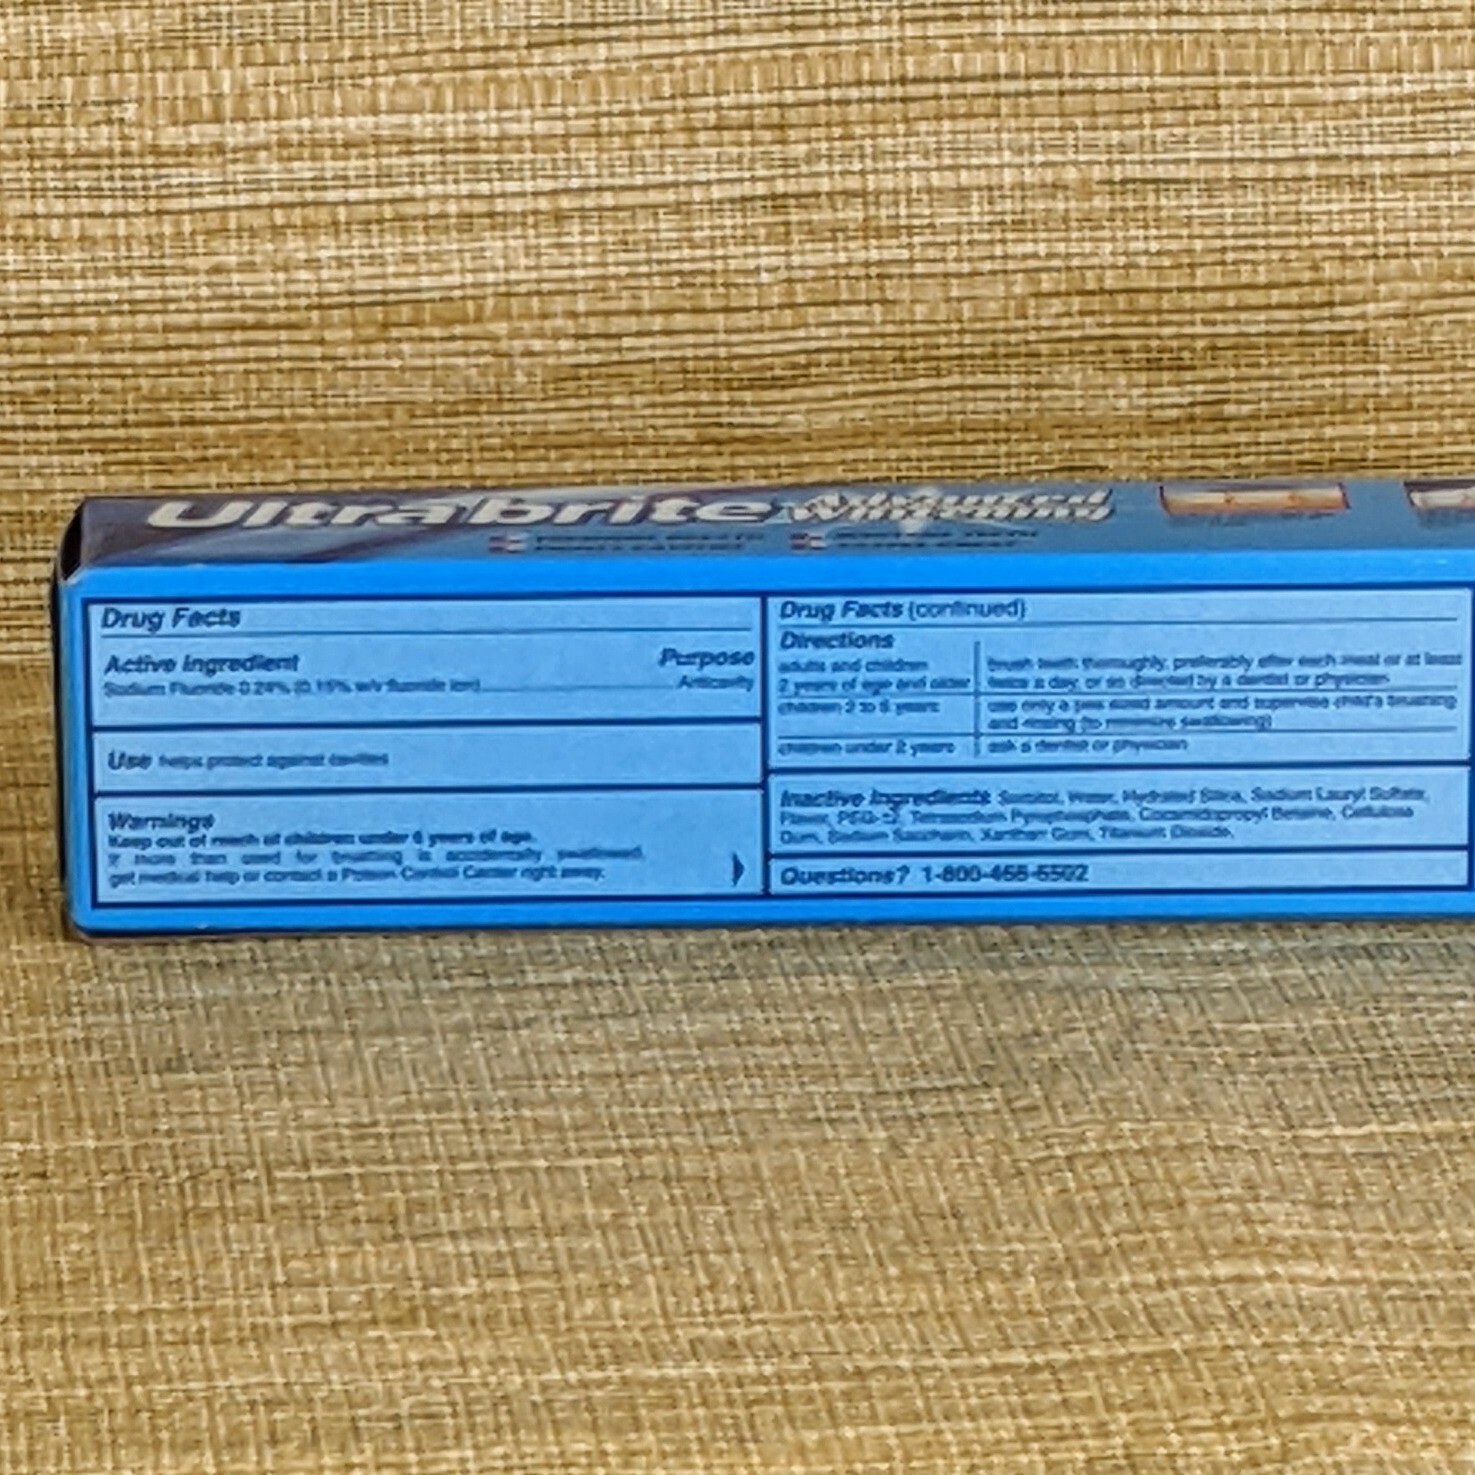 Ultra brite Advanced Whitening
Drug Facts
Active Ingredient Purpose
Sodium Fluoride 0.24% (0.15% w/v fluoride ion) Anticavity
Use helps protect against cavities
Warnings
Keep out of reach of children under 6 years of age.
If more than used for brushing is accidentally swallowed,
get medical help or contact a Poison Control Center right away.
Drug Facts (continued)
Directions
adults and children brush teeth thoroughly, preferably after each meal or at least
2 years of age and older twice a day, or as directed by a dentist or physician
children 2 to 6 years use only a pea sized amount and supervise child's brushing
and rinsing (to minimize swallowing)
children under 2 years ask a dentist or physician
Inactive Ingredients Sorbitol, Water, Hydrated Silica, Sodium Lauryl Sulfate,
Flavor, PEG-12, Tetrasodium Pyrophosphate, Cocamidopropyl Betaine, Cellulose
Gum, Sodium Saccharin, Xanthan Gum, Titanium Dioxide.
Questions? 1-800-